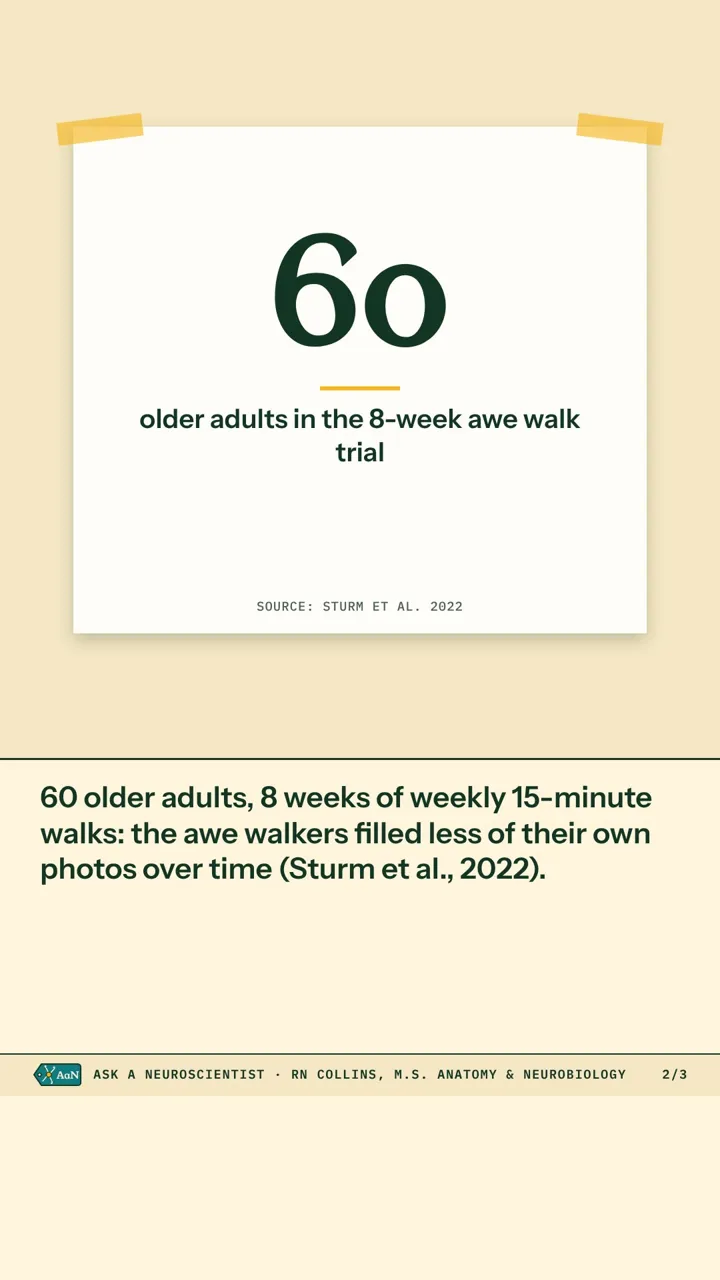 60
older adults in the 8-week awe walk
trial
SOURCE: STURM ET AL. 2022
60 older adults, 8 weeks of weekly 15-minute
walks: the awe walkers filled less of their own
photos over time (Sturm et al., 2022).
AaN ASK A NEUROSCIENTIST · RN COLLINS, M.S. ANATOMY & NEUROBIOLOGY 2/3